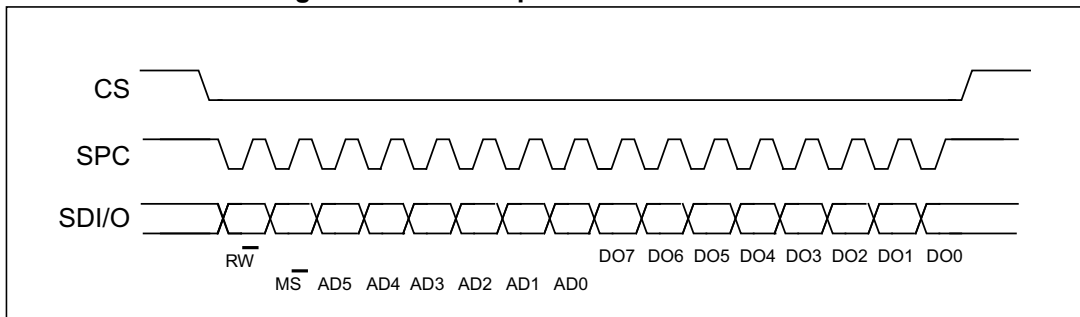 CS
SPC
SDI/O
RW̅ DO7 DO6 DO5 DO4 DO3 DO2 DO1 DO0
MS̅ AD5 AD4 AD3 AD2 AD1 AD0